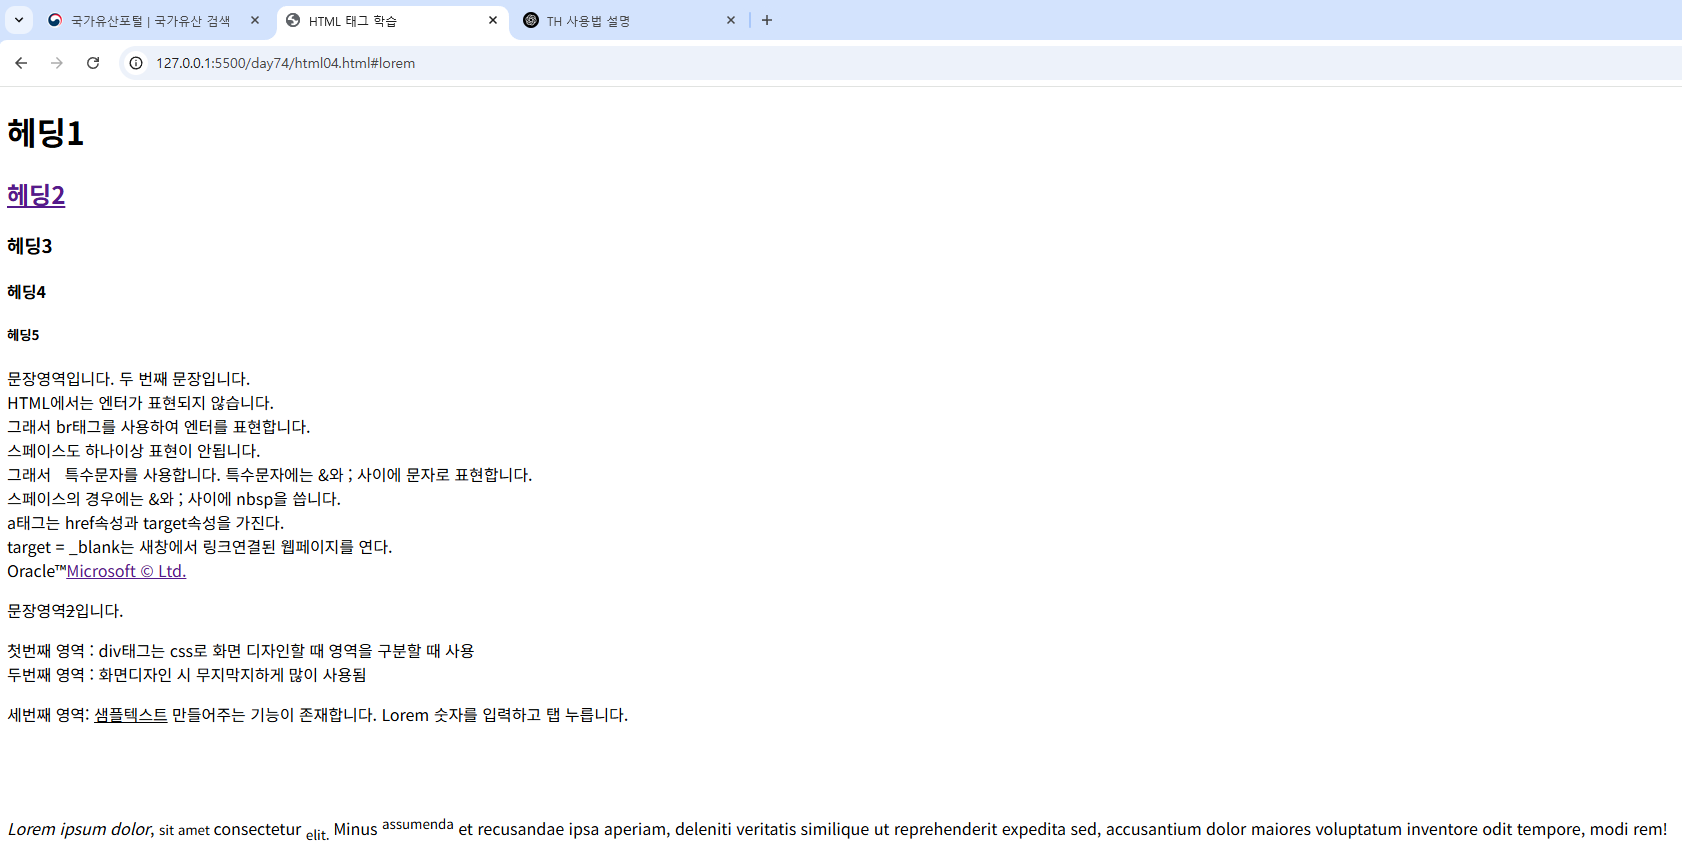 국가유산포털 | 국가유산 검색
HTML 태그 학습
TH 사용법 설명
127.0.0.1:5500/day74/html04.html#lorem
헤딩1
헤딩2
헤딩3
헤딩4
헤딩5
문장영역입니다. 두 번째 문장입니다.
HTML에서는 엔터가 표현되지 않습니다.
그래서 br태그를 사용하여 엔터를 표현합니다.
스페이스도 하나이상 표현이 안됩니다.
그래서   특수문자를 사용합니다. 특수문자에는 &와 ; 사이에 문자로 표현합니다.
스페이스의 경우에는 &와 ; 사이에 nbsp을 씁니다.
a태그는 href속성과 target속성을 가진다.
target = _blank는 새창에서 링크연결된 웹페이지를 연다.
Oracle™Microsoft © Ltd.
문장영역2입니다.
첫번째 영역 : div태그는 css로 화면 디자인할 때 영역을 구분할 때 사용
두번째 영역 : 화면디자인 시 무지막지하게 많이 사용됨
세번째 영역: 샘플텍스트 만들어주는 기능이 존재합니다. Lorem 숫자를 입력하고 탭 누릅니다.
Lorem ipsum dolor, sit amet consectetur elit. Minus assumenda et recusandae ipsa aperiam, deleniti veritatis similique ut reprehenderit expedita sed, accusantium dolor maiores voluptatum inventore odit tempore, modi rem!